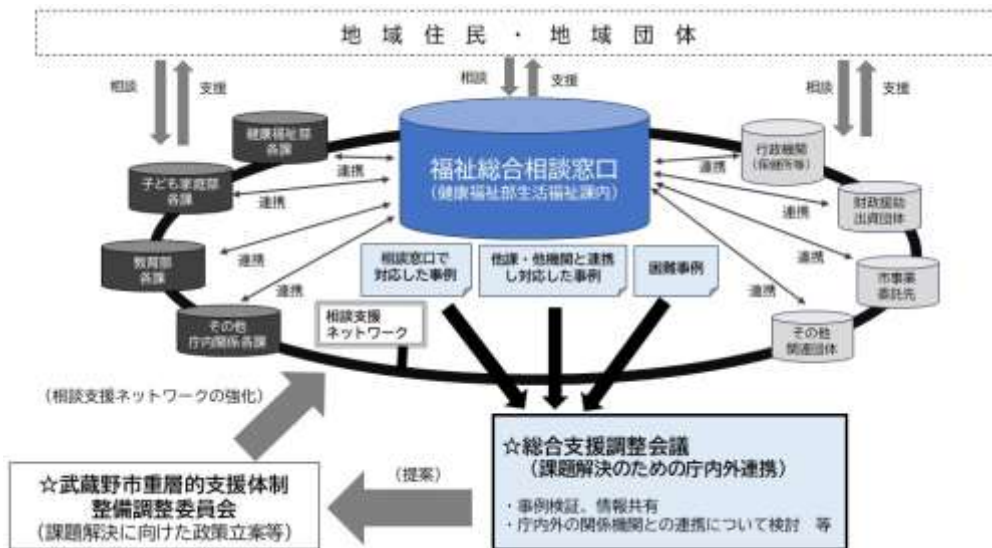 地域住民・地域団体
相談
支援
相談
支援
相談
支援
健康福祉部
各課
子ども家庭部
各課
教育部
各課
その他
庁内関係各課
連携
連携
連携
連携
福祉総合相談窓口
（健康福祉部生活福祉課内）
行政機関
（保健所等）
財政援助
出資団体
市事業
委託先
その他
関連団体
連携
連携
連携
連携
相談窓口で
対応した事例
他課・他機関と連携
し対応した事例
困難事例
相談支援
ネットワーク
（相談支援ネットワークの強化）
☆総合支援調整会議
（課題解決のための庁内外連携）
・事例検証、情報共有
・庁内外の関係機関との連携について検討　等
（提案）
☆武蔵野市重層的支援体制
整備調整委員会
（課題解決に向けた政策立案等）